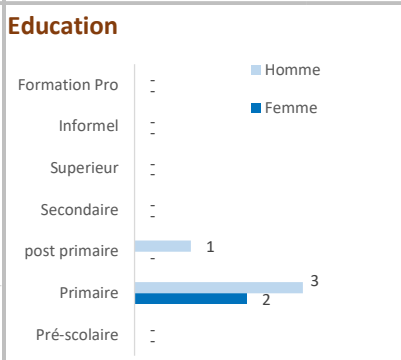 Education
Homme
Femme
Formation Pro - -
Informel - -
Superieur - -
Secondaire - -
post primaire 1 -
Primaire 3 2
Pré-scolaire - -